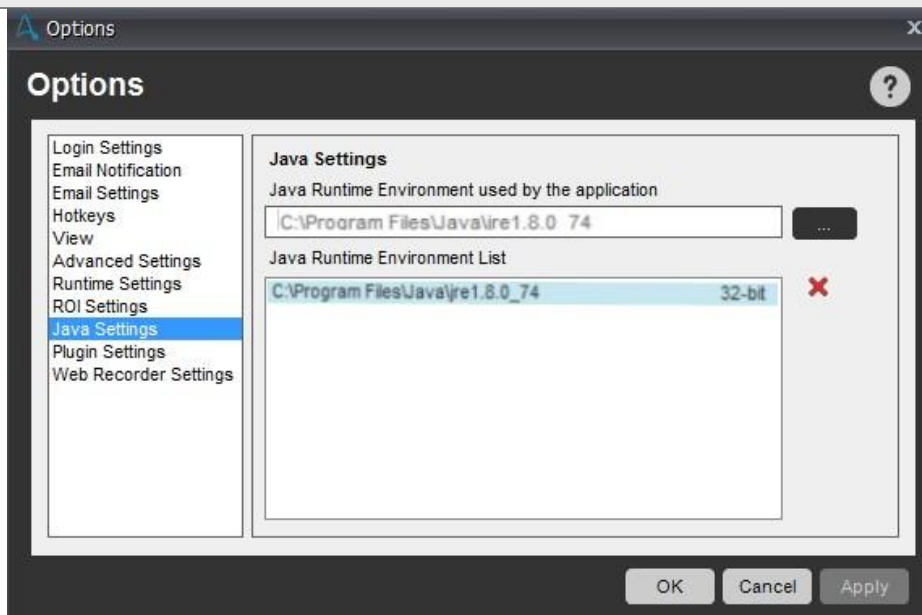 Options
x
Options
?
Login Settings
Email Notification
Email Settings
Hotkeys
View
Advanced Settings
Runtime Settings
ROI Settings
Java Settings
Plugin Settings
Web Recorder Settings
Java Settings
Java Runtime Environment used by the application
C:\Program Files\Java\jre1.8.0_74
...
Java Runtime Environment List
C:\Program Files\Java\jre1.8.0_74 32-bit
OK Cancel Apply